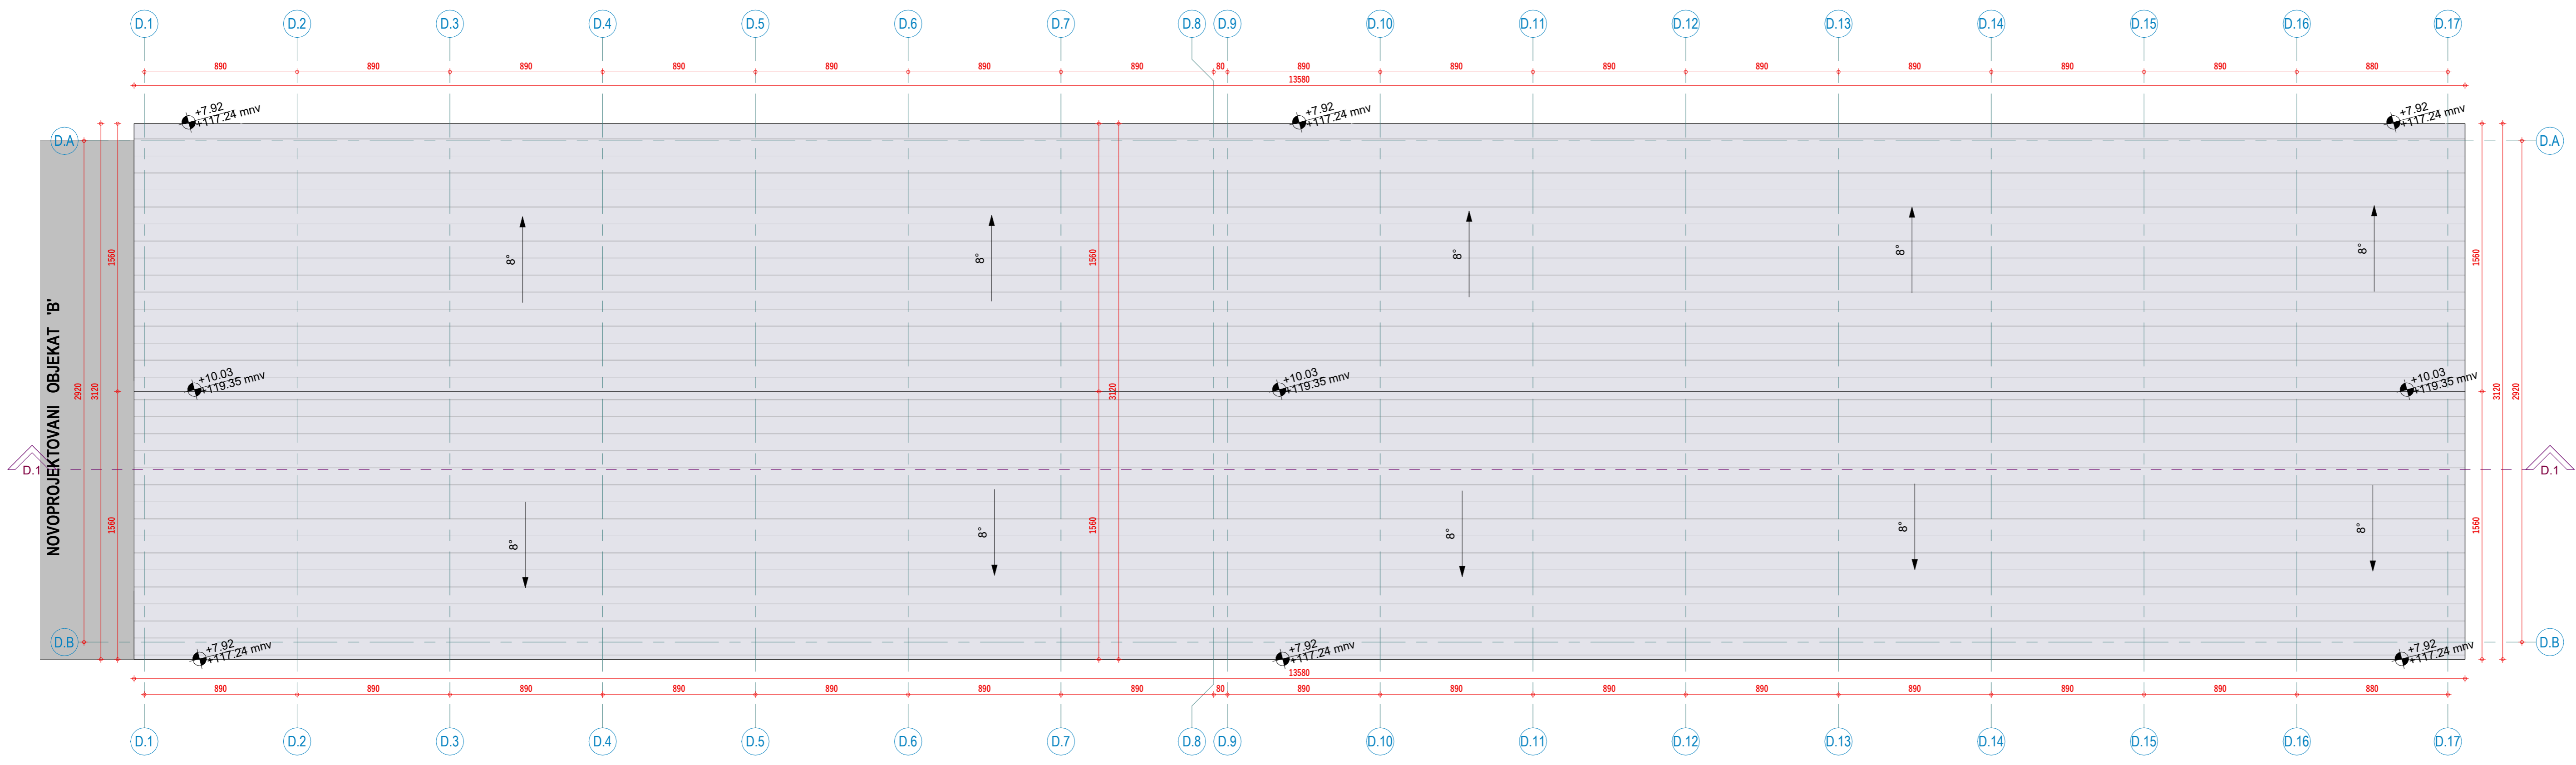 D.1 D.2 D.3 D.4 D.5 D.6 D.7 D.8 D.9 D.10 D.11 D.12 D.13 D.14 D.15 D.16 D.17
890 890 890 890 890 890 890 80 890 890 890 890 890 890 890 880
13580
+7.92 +7.92 +7.92
+117.24 mnv +117.24 mnv +117.24 mnv
D.A D.A
1560 1560 1560
8° 8° 8° 8° 8°
NOVOPROJEKTOVANI OBJEKAT 'B'
+10.03 +10.03 +10.03
+119.35 mnv +119.35 mnv +119.35 mnv
2920 3120 3120 3120 2920
D.1 D.1
1560 1560 1560
8° 8° 8° 8° 8°
D.B D.B
+7.92 +7.92 +7.92
+117.24 mnv +117.24 mnv +117.24 mnv
13580
890 890 890 890 890 890 890 80 890 890 890 890 890 890 890 880
D.1 D.2 D.3 D.4 D.5 D.6 D.7 D.8 D.9 D.10 D.11 D.12 D.13 D.14 D.15 D.16 D.17